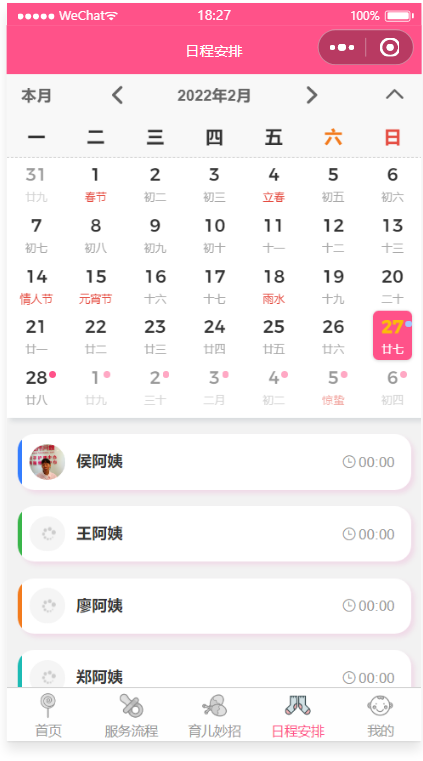 WeChat 18:27 100%
日程安排
本月 2022年2月
一 二 三 四 五 六 日
31 1 2 3 4 5 6
廿九 春节 初二 初三 立春 初五 初六
7 8 9 10 11 12 13
初七 初八 初九 初十 十一 十二 十三
14 15 16 17 18 19 20
情人节 元宵节 十六 十七 雨水 十九 二十
21 22 23 24 25 26 27
廿一 廿二 廿三 廿四 廿五 廿六 廿七
28 1 2 3 4 5 6
廿八 廿九 三十 二月 初二 惊蛰 初四
侯阿姨 00:00
王阿姨 00:00
廖阿姨 00:00
郑阿姨 00:00
首页 服务流程 育儿妙招 日程安排 我的